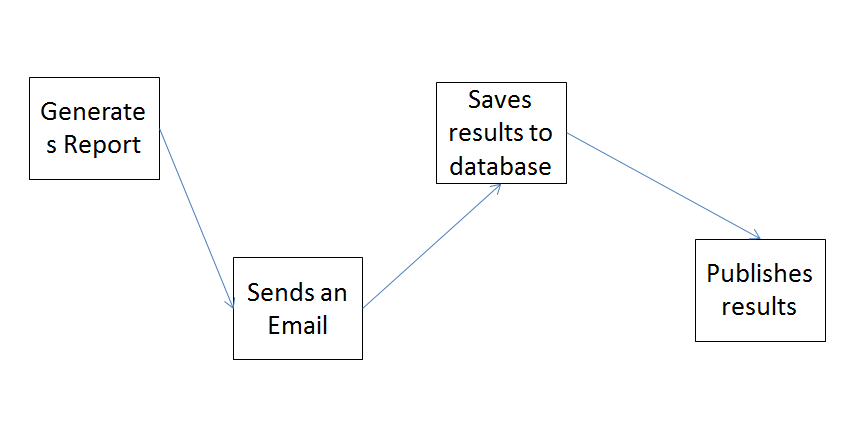 Generate
s Report
Sends an
Email
Saves
results to
database
Publishes
results